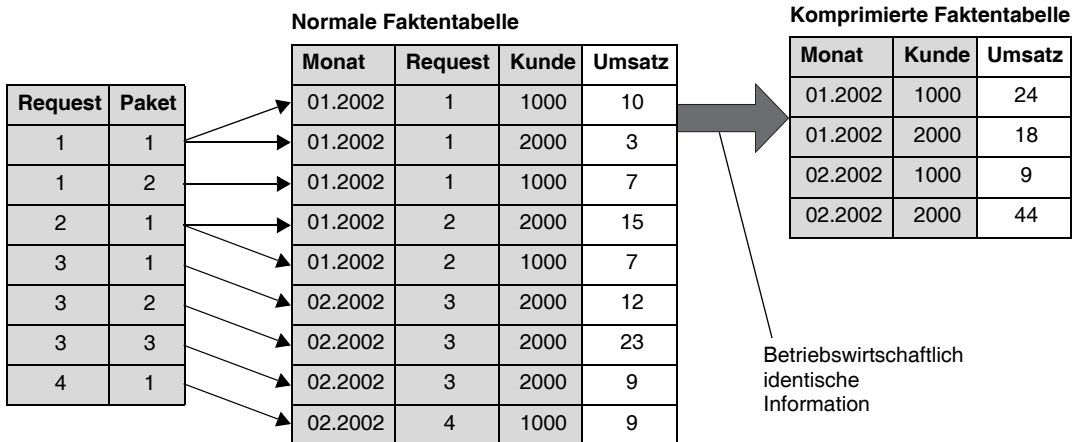 Normale Faktentabelle
Komprimierte Faktentabelle
Request Paket
1 1
1 2
2 1
3 1
3 2
3 3
4 1
Monat Request Kunde Umsatz
01.2002 1 1000 10
01.2002 1 2000 3
01.2002 1 1000 7
01.2002 2 2000 15
01.2002 2 1000 7
02.2002 3 2000 12
02.2002 3 2000 23
02.2002 3 2000 9
02.2002 4 1000 9
Monat Kunde Umsatz
01.2002 1000 24
01.2002 2000 18
02.2002 1000 9
02.2002 2000 44
Betriebswirtschaftlich
identische
Information